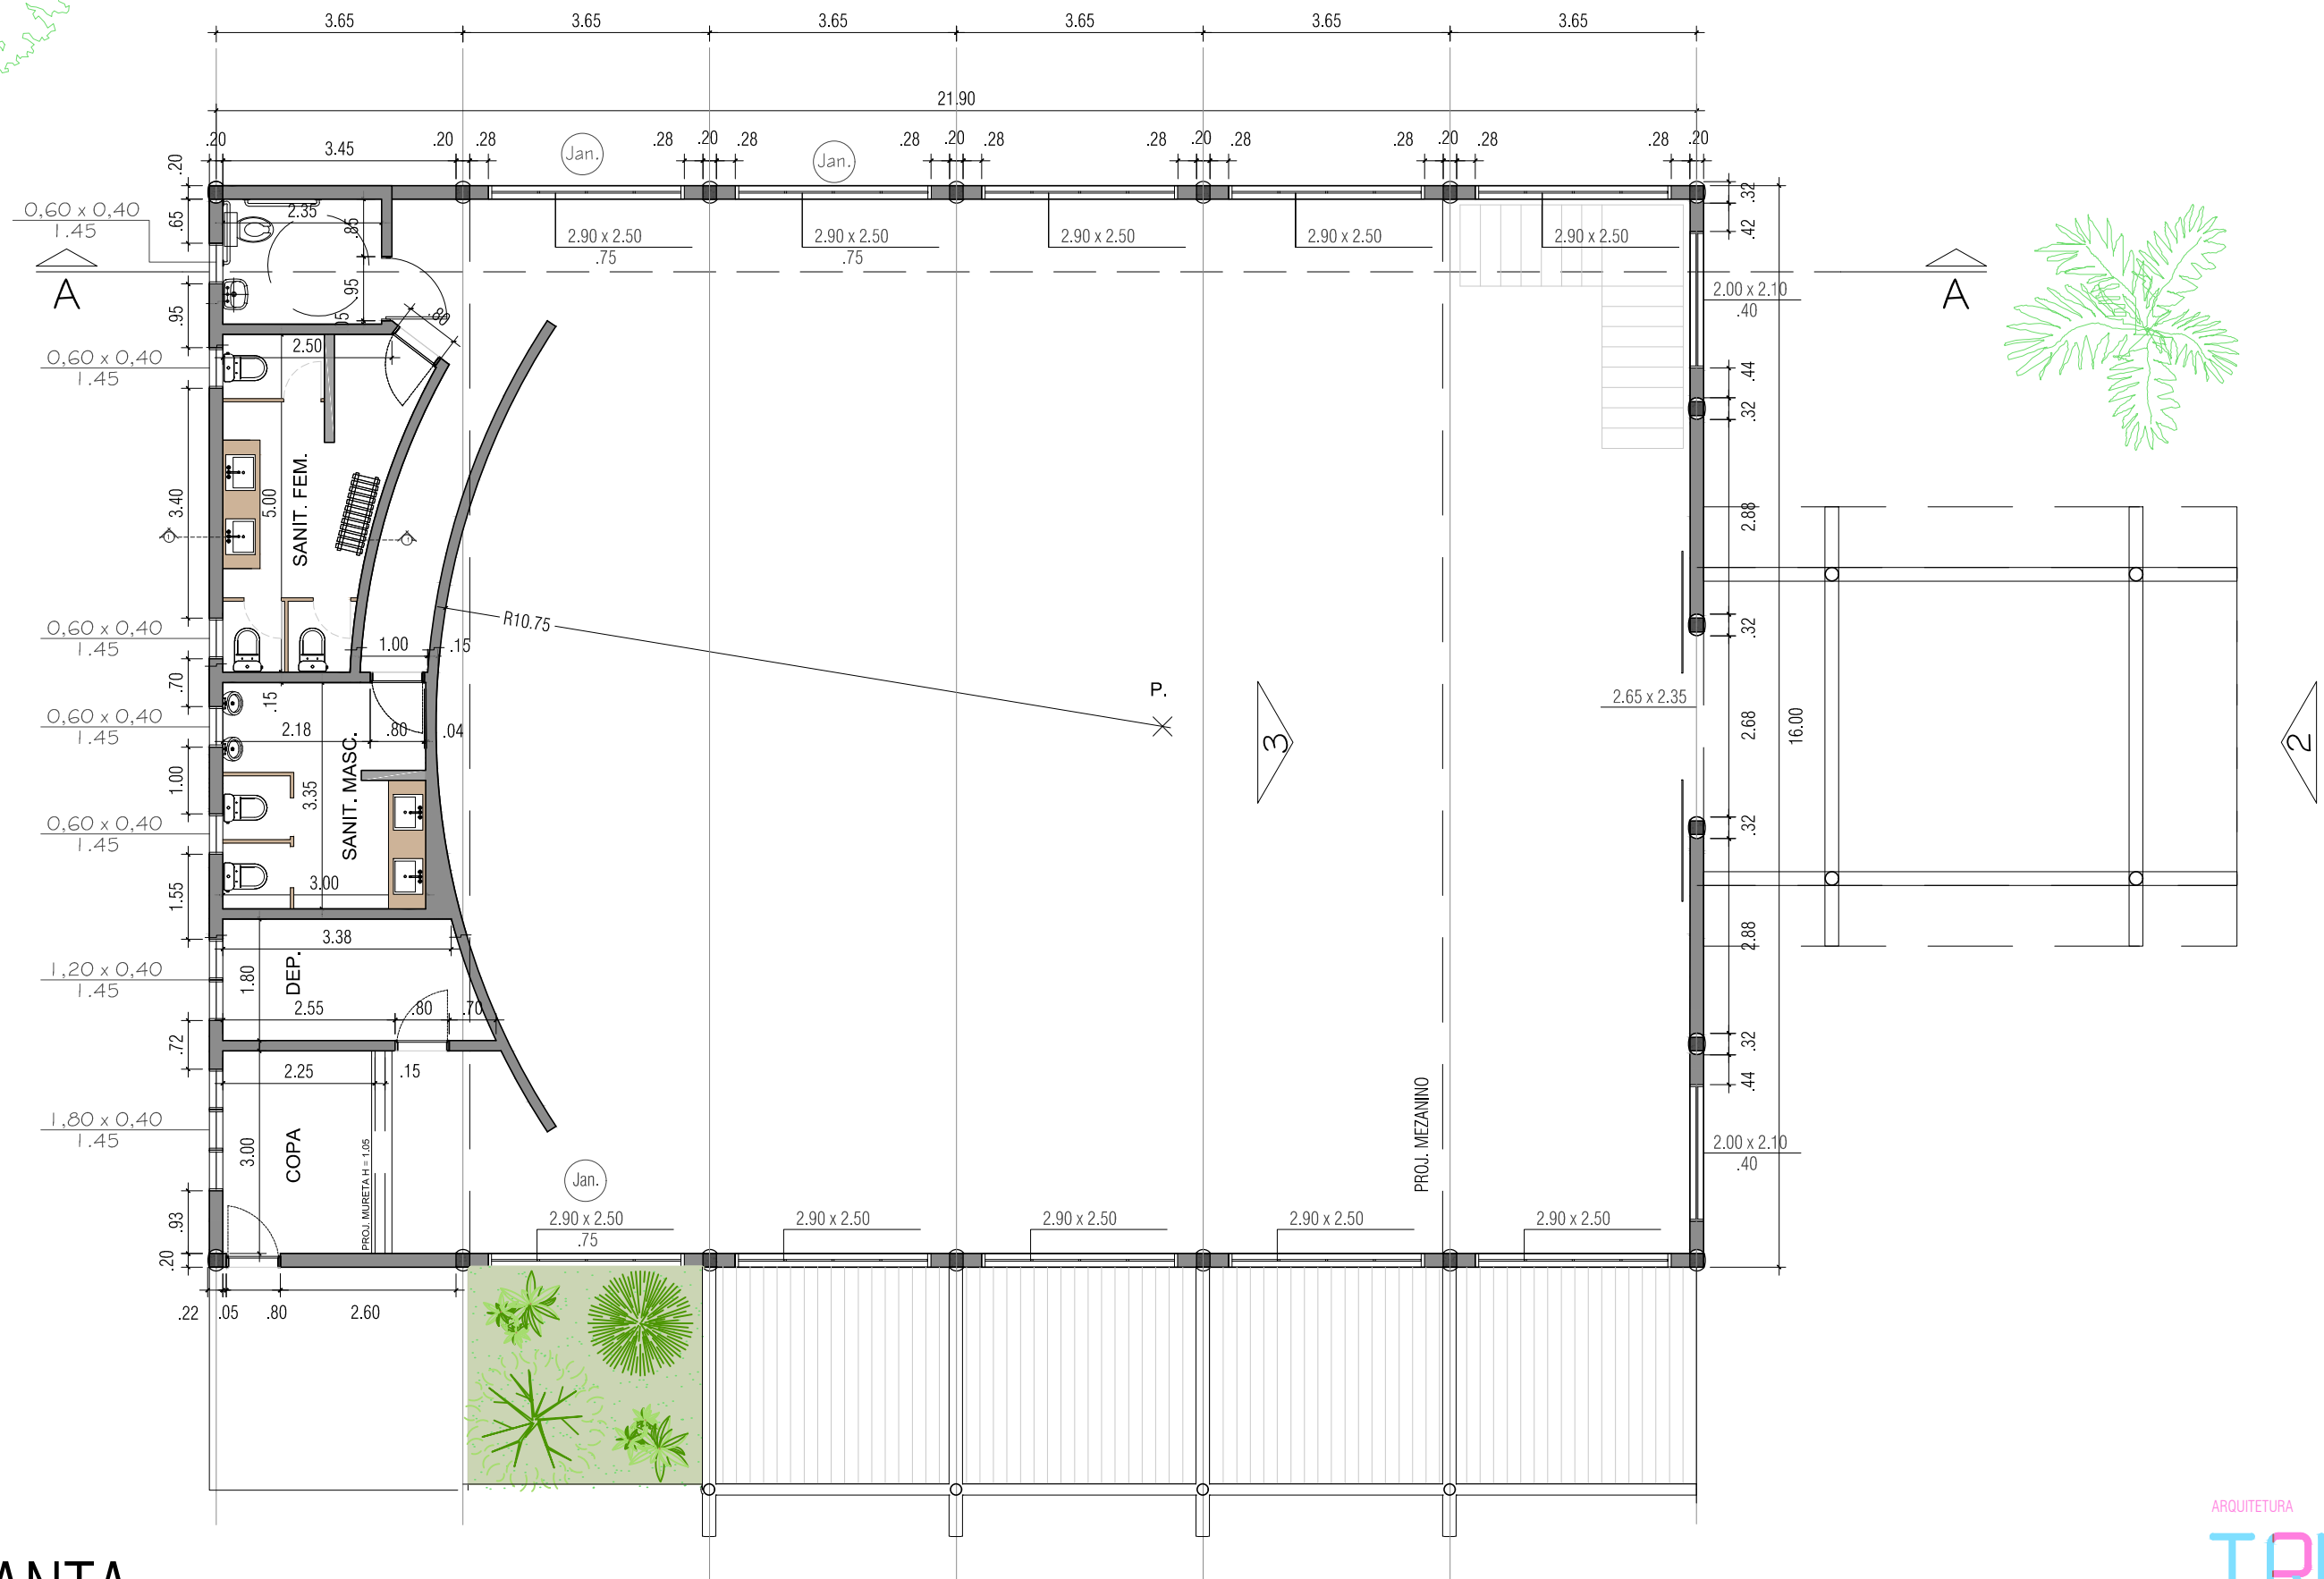 3.65 3.65 3.65 3.65 3.65 3.65
21.90
.20 3.45 .20 .28 Jan. .28 .20 .28 Jan. .28 .20 .28 .28 .20 .28 .28 .20 .28 .28 .20
.20
.65
0,60 x 0,40
1.45
2.35
.85
2.90 x 2.50
.75
2.90 x 2.50
.75
2.90 x 2.50
2.90 x 2.50
2.90 x 2.50
.32
.42
A
A
.95
.95
.80
2.00 x 2.10
.40
0,60 x 0,40
1.45
2.50
.44
.32
3.40
5.00
SANIT. FEM.
2.88
0,60 x 0,40
1.45
R10.75
1.00
.15
.32
.70
.15
P.
2.65 x 2.35
0,60 x 0,40
1.45
2.18
.80
.04
3
2.68
16.00
2
1.00
3.35
SANIT. MASC.
0,60 x 0,40
1.45
.32
1.55
3.00
3.38
2.88
1,20 x 0,40
1.45
1.80
DEP.
2.55
.80
.70
.72
.32
2.25
.15
.44
1,80 x 0,40
1.45
3.00
COPA
PROJ. MURETA H = 1.05
PROJ. MEZANINO
2.00 x 2.10
.40
Jan.
.93
2.90 x 2.50
.75
2.90 x 2.50
2.90 x 2.50
2.90 x 2.50
2.90 x 2.50
.20
.22 .05 .80 2.60
ARQUITETURA
ANTA